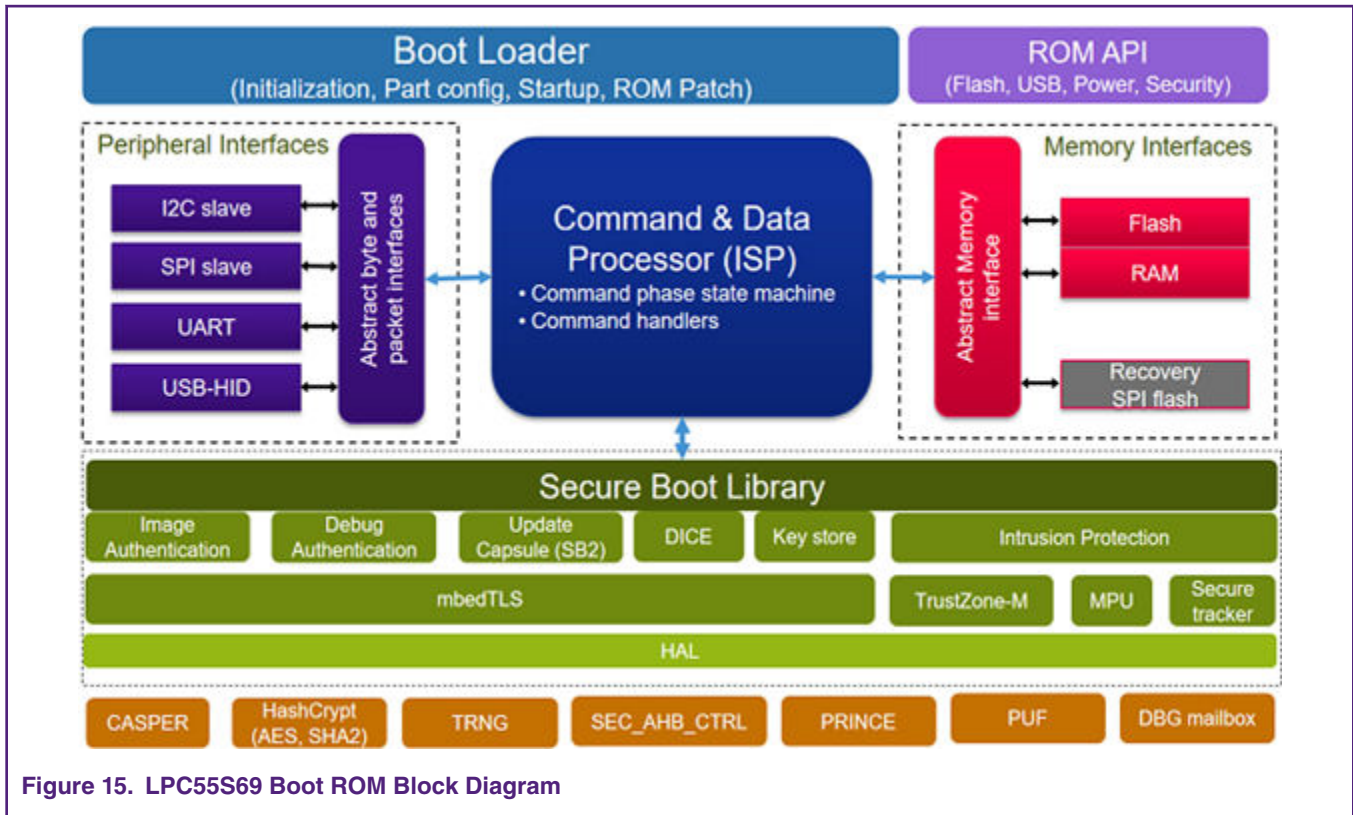 Boot Loader
(Initialization, Part config, Startup, ROM Patch)
ROM API
(Flash, USB, Power, Security)
Peripheral Interfaces
I2C slave
SPI slave
UART
USB-HID
Abstract byte and
packet interfaces
Command & Data
Processor (ISP)
• Command phase state machine
• Command handlers
Memory Interfaces
Abstract Memory
interface
Flash
RAM
Recovery
SPI flash
Secure Boot Library
Image
Authentication
Debug
Authentication
Update
Capsule (SB2)
DICE
Key store
Intrusion Protection
mbedTLS
TrustZone-M
MPU
Secure
tracker
HAL
CASPER
HashCrypt
(AES, SHA2)
TRNG
SEC_AHB_CTRL
PRINCE
PUF
DBG mailbox
Figure 15. LPC55S69 Boot ROM Block Diagram